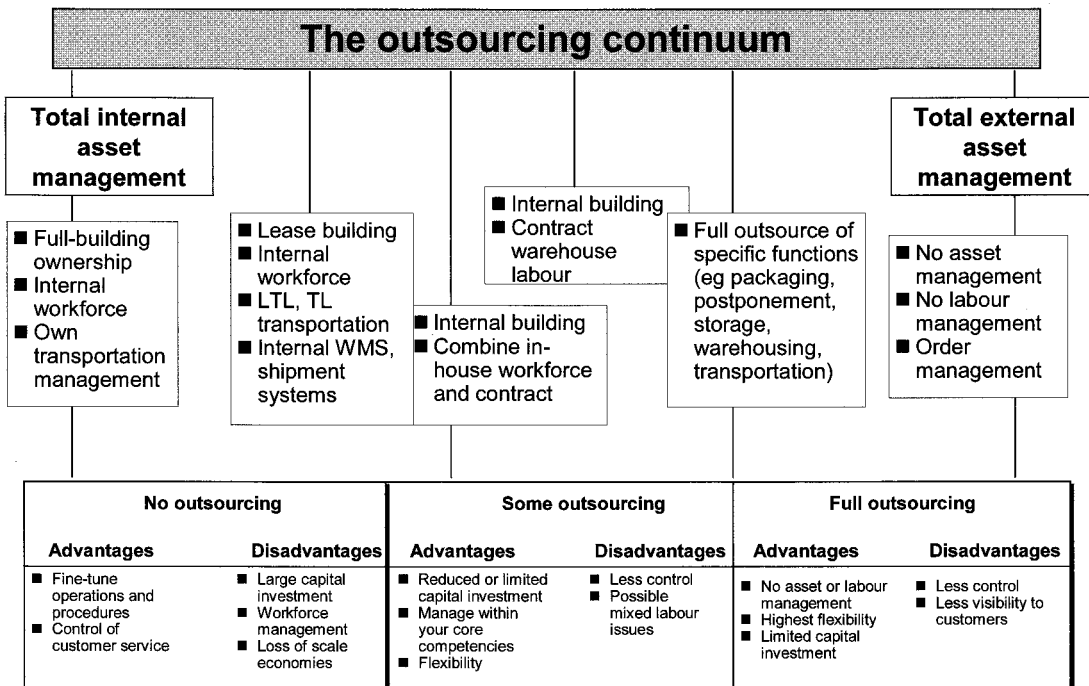 The outsourcing continuum
Total internal
asset
management
Total external
asset
management
■ Full-building
ownership
■ Internal
workforce
■ Own
transportation
management
■ Lease building
■ Internal
workforce
■ LTL, TL
transportation
■ Internal WMS,
shipment
systems
■ Internal building
■ Combine in-
house workforce
and contract
■ Internal building
■ Contract
warehouse
labour
■ Full outsource of
specific functions
(eg packaging,
postponement,
storage,
warehousing,
transportation)
■ No asset
management
■ No labour
management
■ Order
management
No outsourcing
Advantages
■ Fine-tune
operations and
procedures
■ Control of
customer service
Disadvantages
■ Large capital
investment
■ Workforce
management
■ Loss of scale
economies
Some outsourcing
Advantages
■ Reduced or limited
capital investment
■ Manage within
your core
competencies
■ Flexibility
Disadvantages
■ Less control
■ Possible
mixed labour
issues
Full outsourcing
Advantages
■ No asset or labour
management
■ Highest flexibility
■ Limited capital
investment
Disadvantages
■ Less control
■ Less visibility to
customers